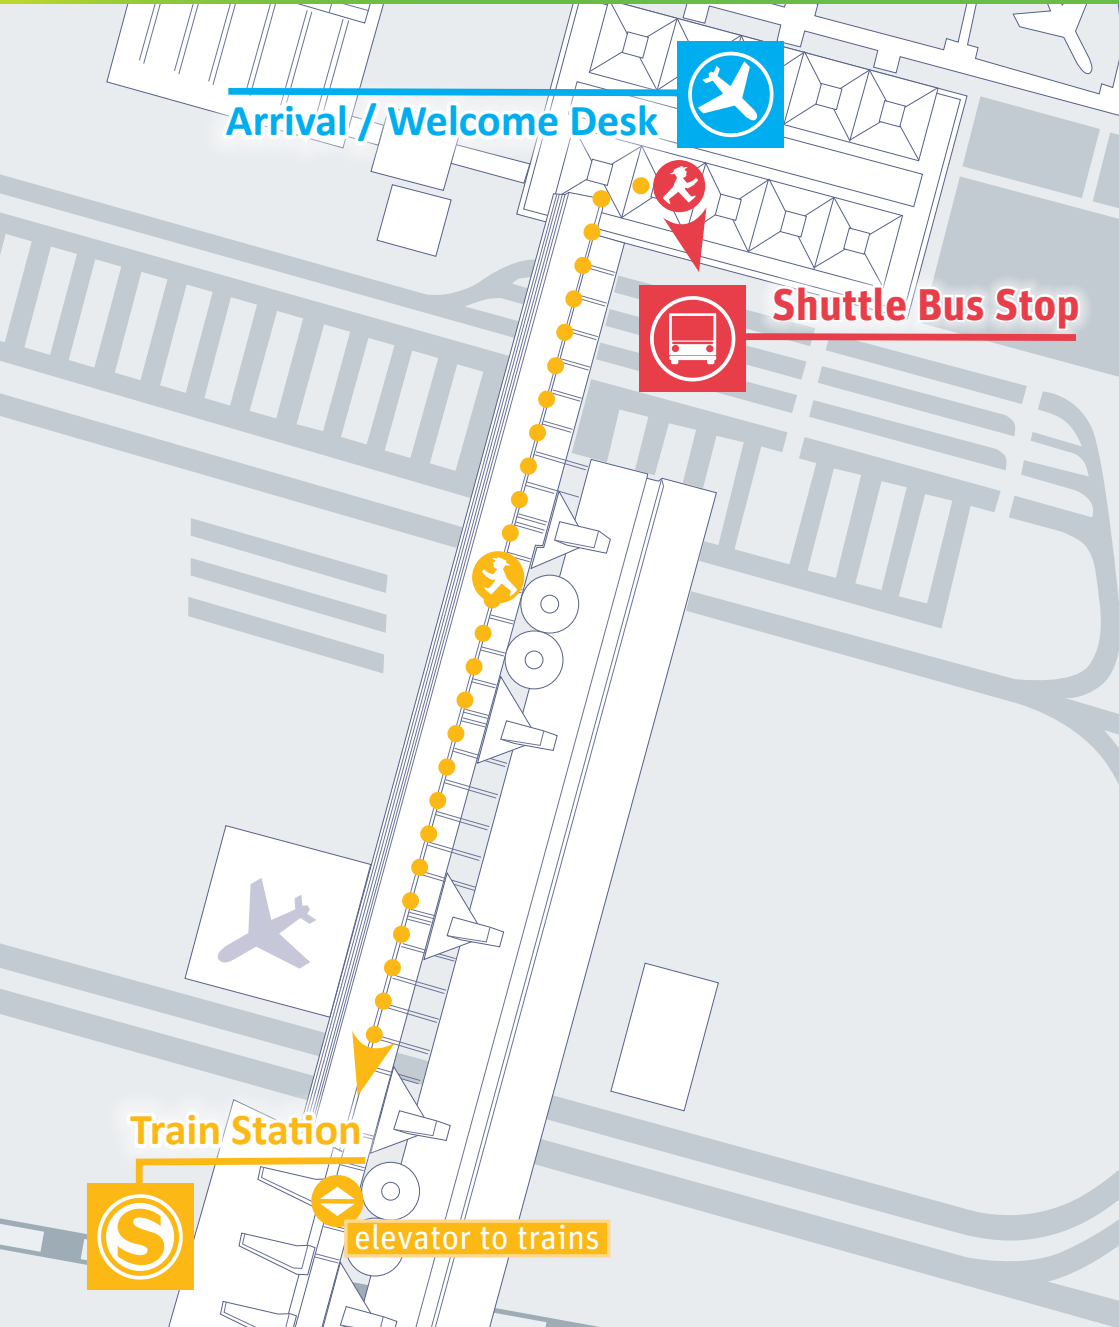 Arrival / Welcome Desk
Shuttle Bus Stop
Train Station
S
elevator to trains